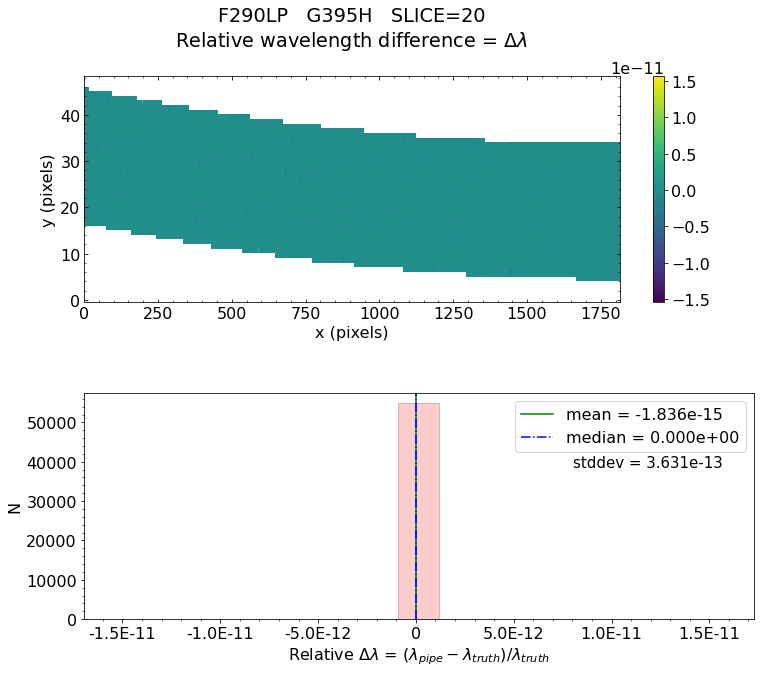 F290LP G395H SLICE=20
Relative wavelength difference = Δλ
1e−11
y (pixels)
40
30
20
10
0
0 250 500 750 1000 1250 1500 1750
x (pixels)
1.5
1.0
0.5
0.0
−0.5
−1.0
−1.5
N
50000
40000
30000
20000
10000
0
mean = -1.836e-15
median = 0.000e+00
stddev = 3.631e-13
-1.5E-11 -1.0E-11 -5.0E-12 0 5.0E-12 1.0E-11 1.5E-11
Relative Δλ = (λpipe − λtruth)/λtruth